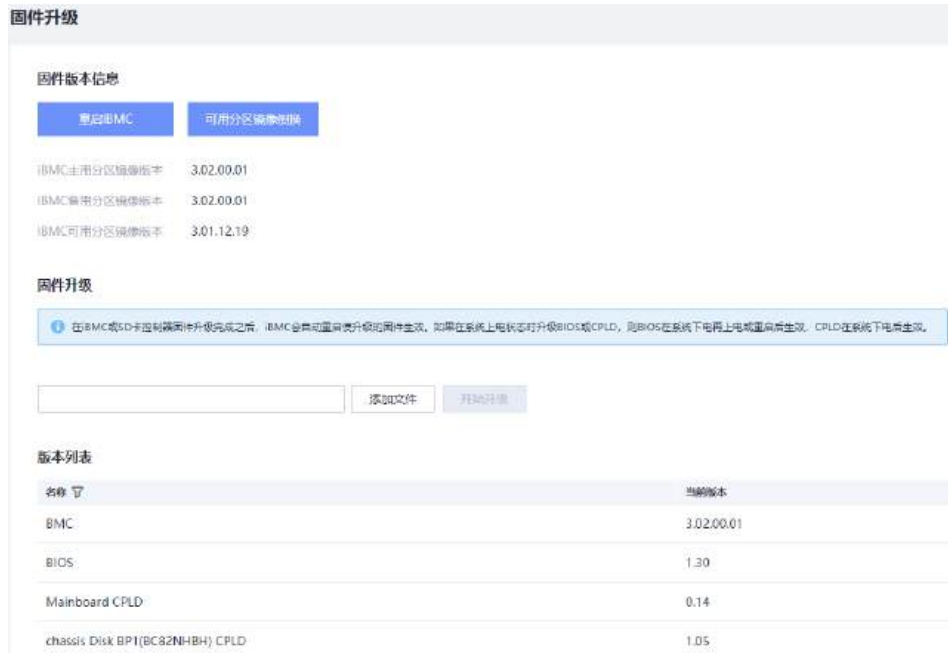 固件升级
固件版本信息
重启iBMC 可用分区镜像倒换
iBMC主用分区镜像版本 3.02.00.01
iBMC备用分区镜像版本 3.02.00.01
iBMC可用分区镜像版本 3.01.12.19
固件升级
在iBMC或SD卡控制器固件升级完成之后，iBMC会自动重启使升级的固件生效。如果在系统上电状态时升级BIOS或CPLD，则BIOS在系统下电再上电或重启后生效，CPLD在系统下电后生效。
添加文件 开始升级
版本列表
名称 当前版本
BMC 3.02.00.01
BIOS 1.30
Mainboard CPLD 0.14
chassis Disk BP1(BC82NHBH) CPLD 1.05